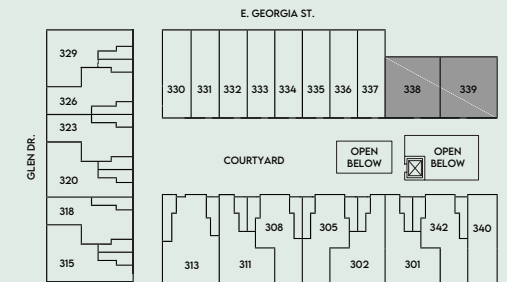 E. GEORGIA ST.
329
326
323
320
318
315
GLEN DR.
330 331 332 333 334 335 336 337 338 339
COURTYARD
OPEN
BELOW
OPEN
BELOW
308 305 342 340
313 311 302 301